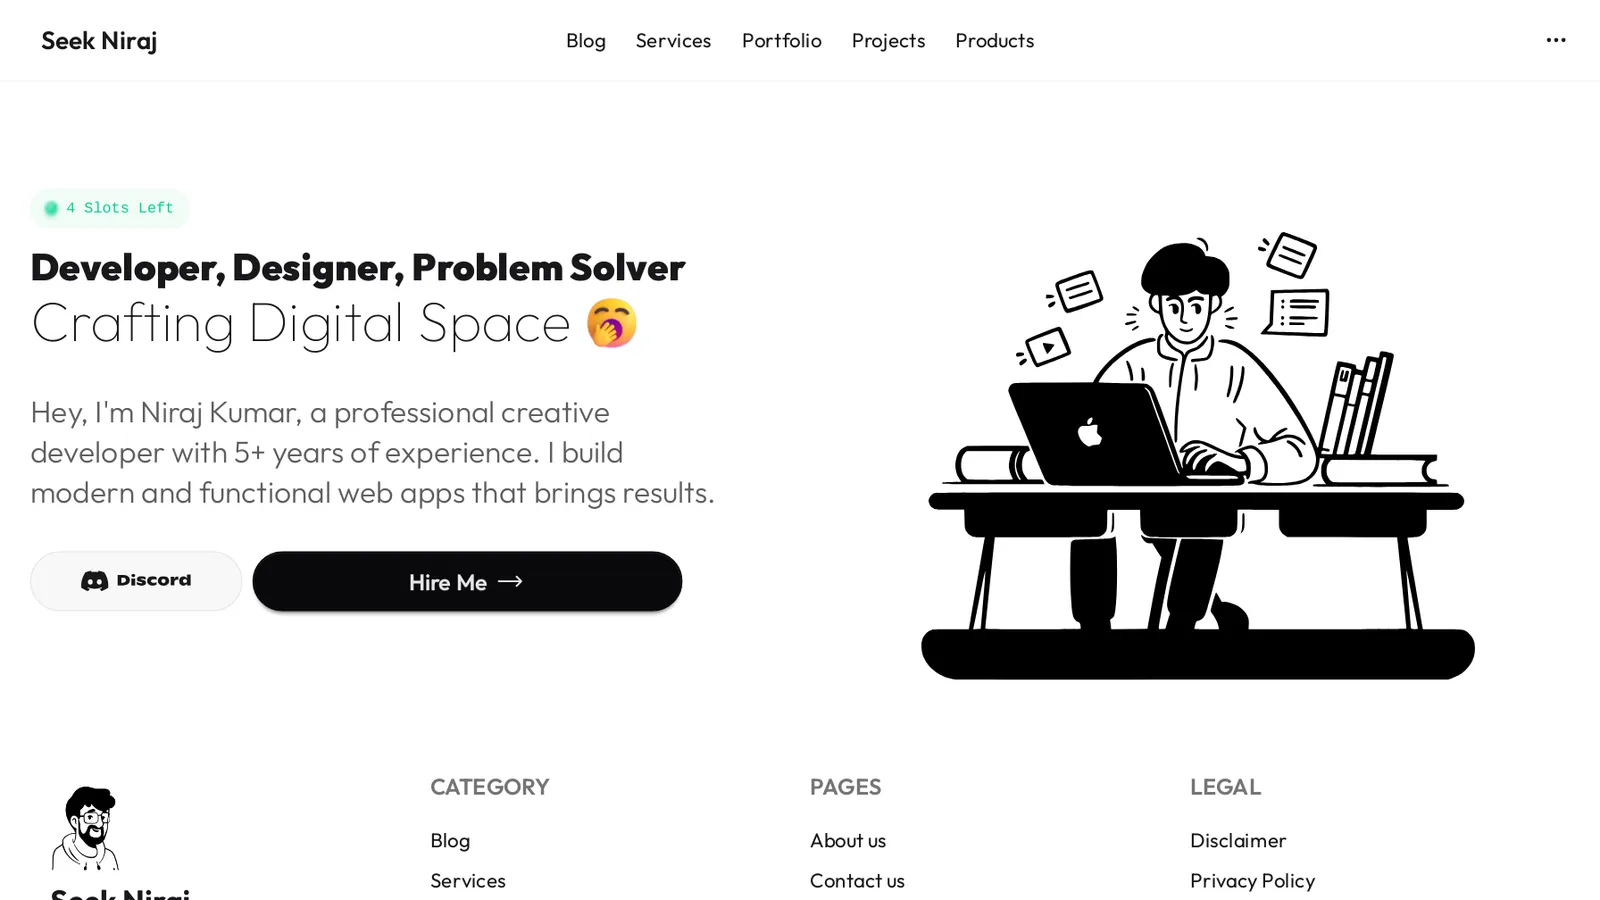 Seek Niraj
Blog
Services
Portfolio
Projects
Products
4 Slots Left
Developer, Designer, Problem Solver
Crafting Digital Space 🥱
Hey, I'm Niraj Kumar, a professional creative
developer with 5+ years of experience. I build
modern and functional web apps that brings results.
Discord
Hire Me →
Seek Niraj
CATEGORY
Blog
Services
PAGES
About us
Contact us
LEGAL
Disclaimer
Privacy Policy